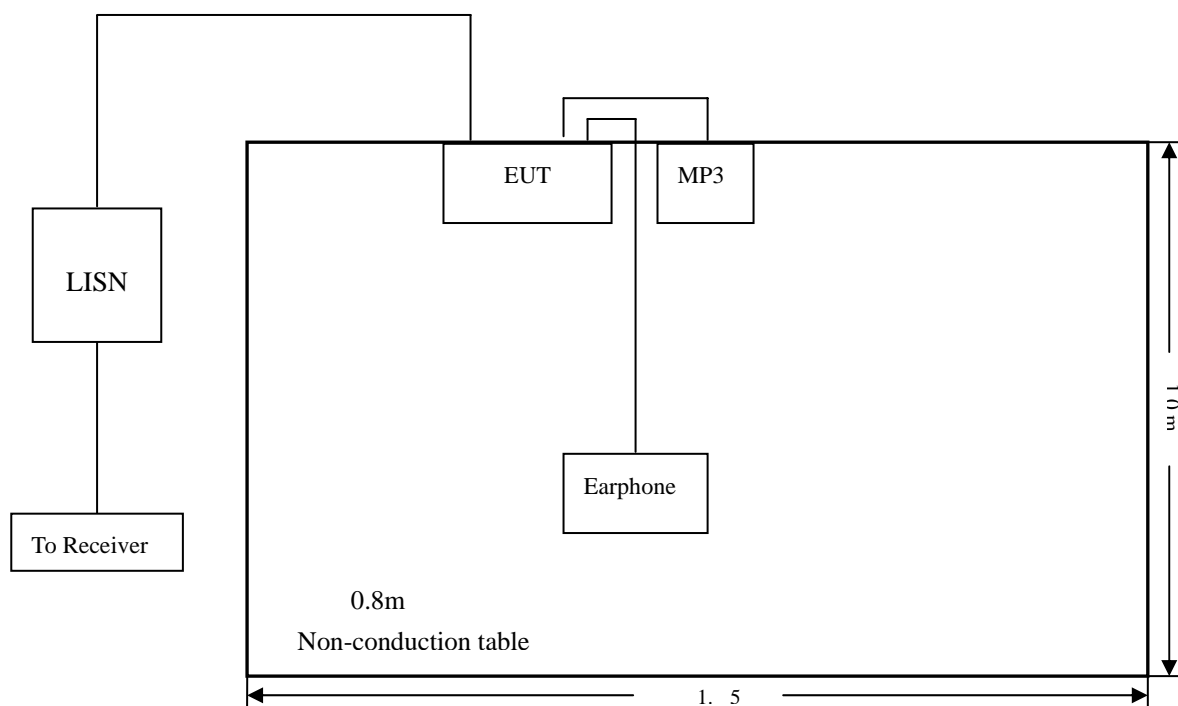 EUT
MP3
LISN
Earphone
To Receiver
0.8m
Non-conduction table
1. 5